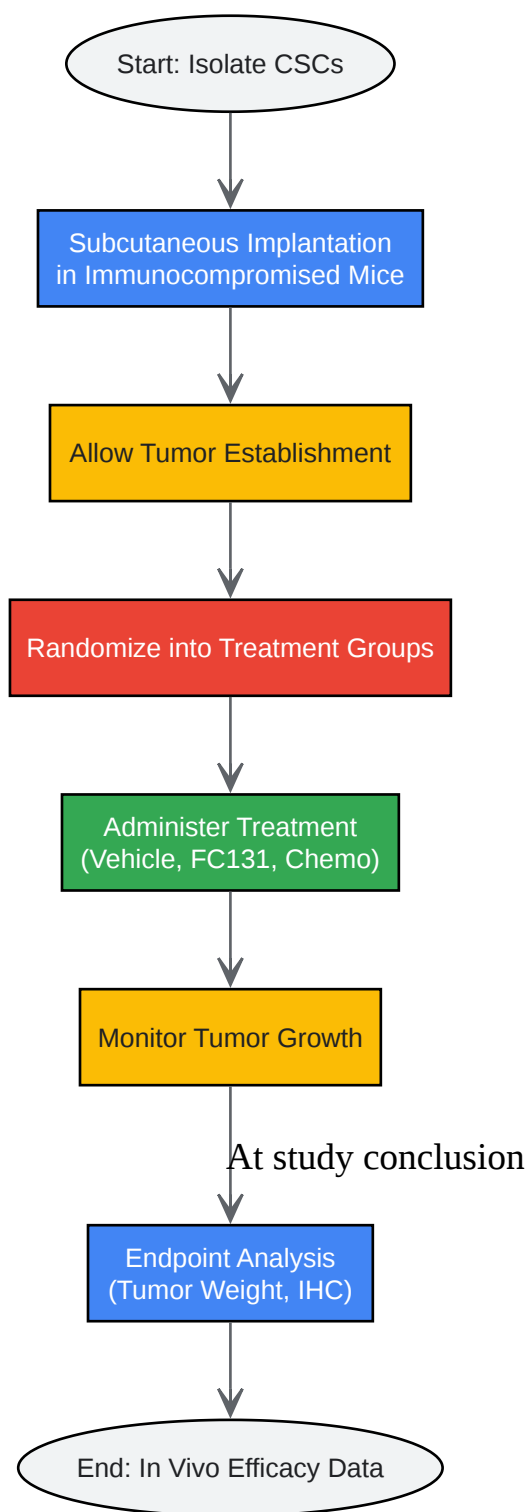 Start: Isolate CSCs
Subcutaneous Implantation
in Immunocompromised Mice
Allow Tumor Establishment
Randomize into Treatment Groups
Administer Treatment
(Vehicle, FC131, Chemo)
Monitor Tumor Growth
At study conclusion
Endpoint Analysis
(Tumor Weight, IHC)
End: In Vivo Efficacy Data